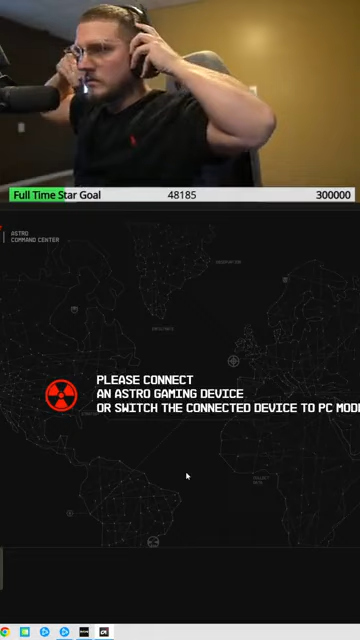 Full Time Star Goal 48185 300000
ASTRO
COMMAND CENTER
PLEASE CONNECT
AN ASTRO GAMING DEVICE
OR SWITCH THE CONNECTED DEVICE TO PC MODE